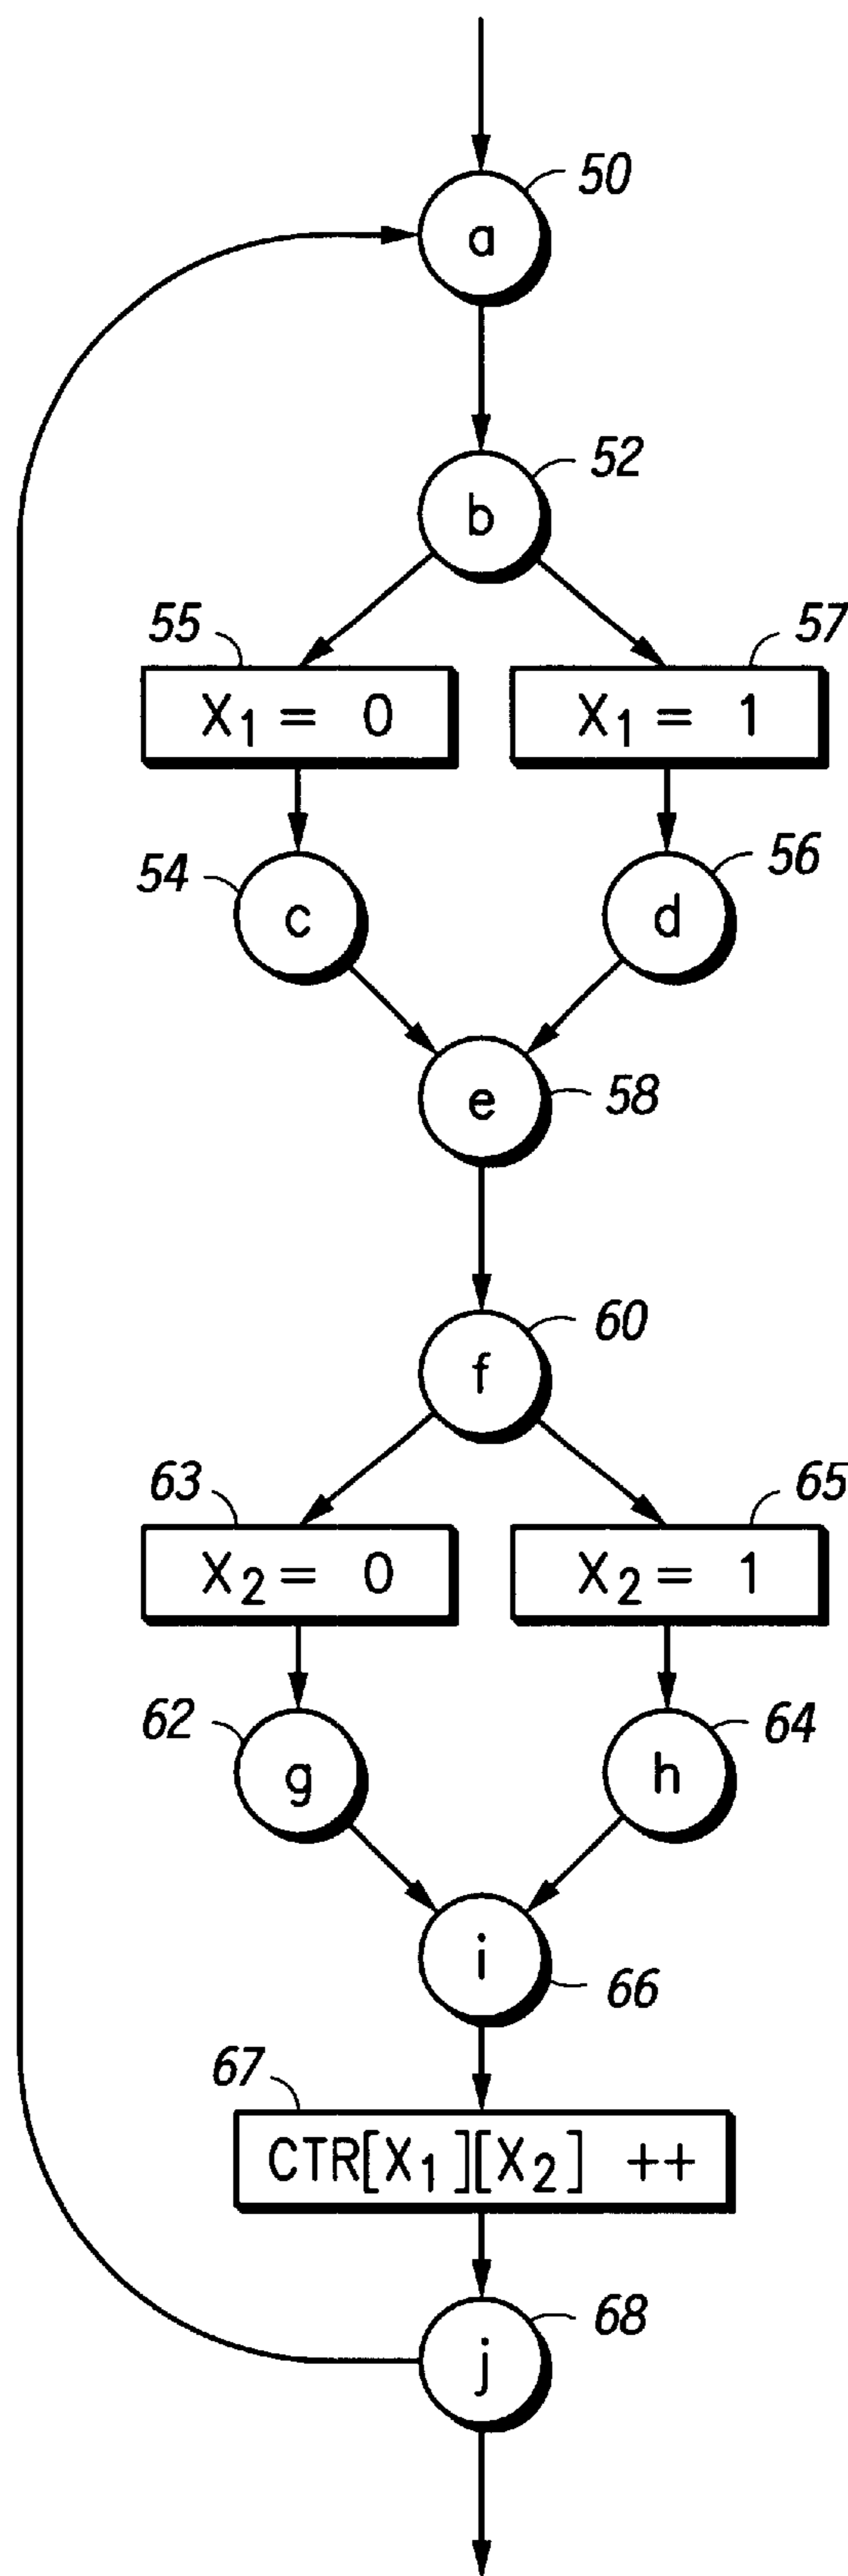 50
a
52
b
55
57
X₁ = 0
X₁ = 1
54
56
c
d
e
58
60
f
63
65
X₂ = 0
X₂ = 1
62
64
g
h
i
66
67
CTR[X₁][X₂] ++
68
j